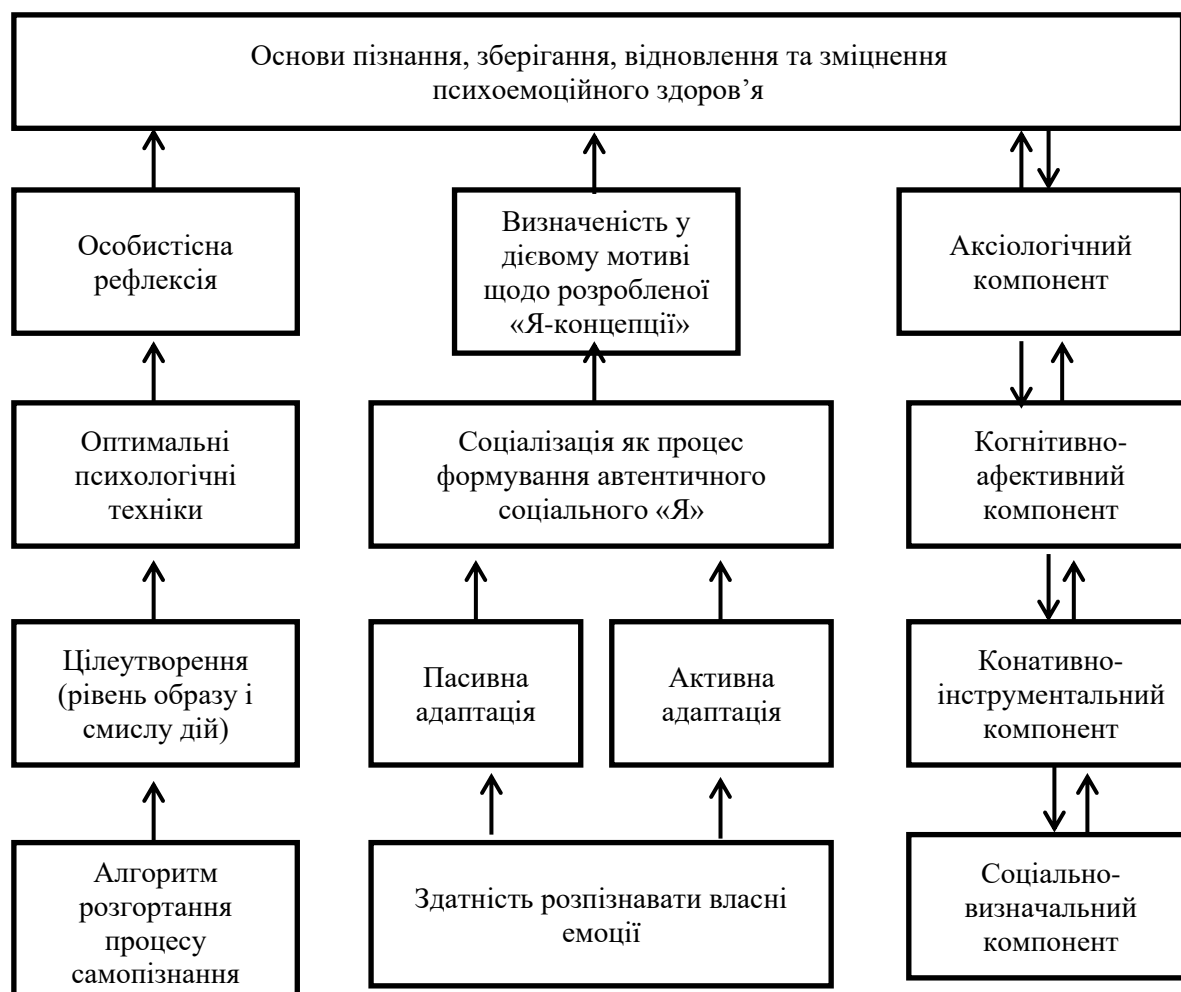 Основи пізнання, зберігання, відновлення та зміцнення
психоемоційного здоров’я
Особистісна
рефлексія
Визначеність у
дієвому мотиві
щодо розробленої
«Я-концепції»
Аксіологічний
компонент
Оптимальні
психологічні
техніки
Соціалізація як процес
формування автентичного
соціального «Я»
Когнітивно-
афективний
компонент
Цілеутворення
(рівень образу і
смислу дій)
Пасивна
адаптація
Активна
адаптація
Конативно-
інструментальний
компонент
Алгоритм
розгортання
процесу
самопізнання
Здатність розпізнавати власні
емоції
Соціально-
визначальний
компонент